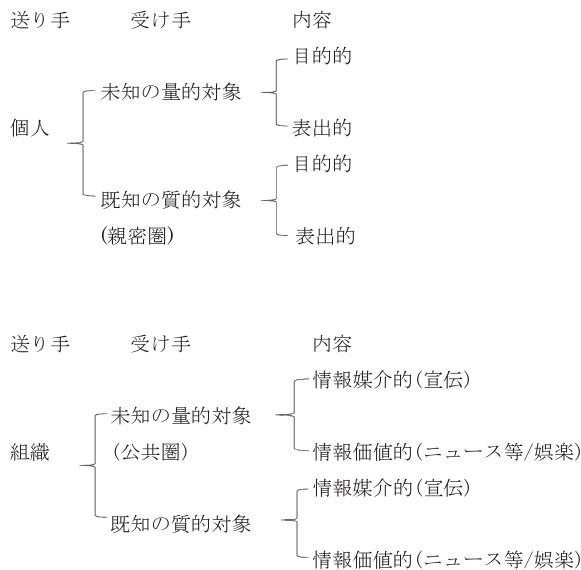 送り手 受け手 内容
目的的
未知の量的対象
個人
表出的
目的的
既知の質的対象
(親密圏)
表出的
送り手 受け手 内容
情報媒介的(宣伝)
未知の量的対象
組織
(公共圏)
情報価値的(ニュース等/娯楽)
情報媒介的(宣伝)
既知の質的対象
情報価値的(ニュース等/娯楽)